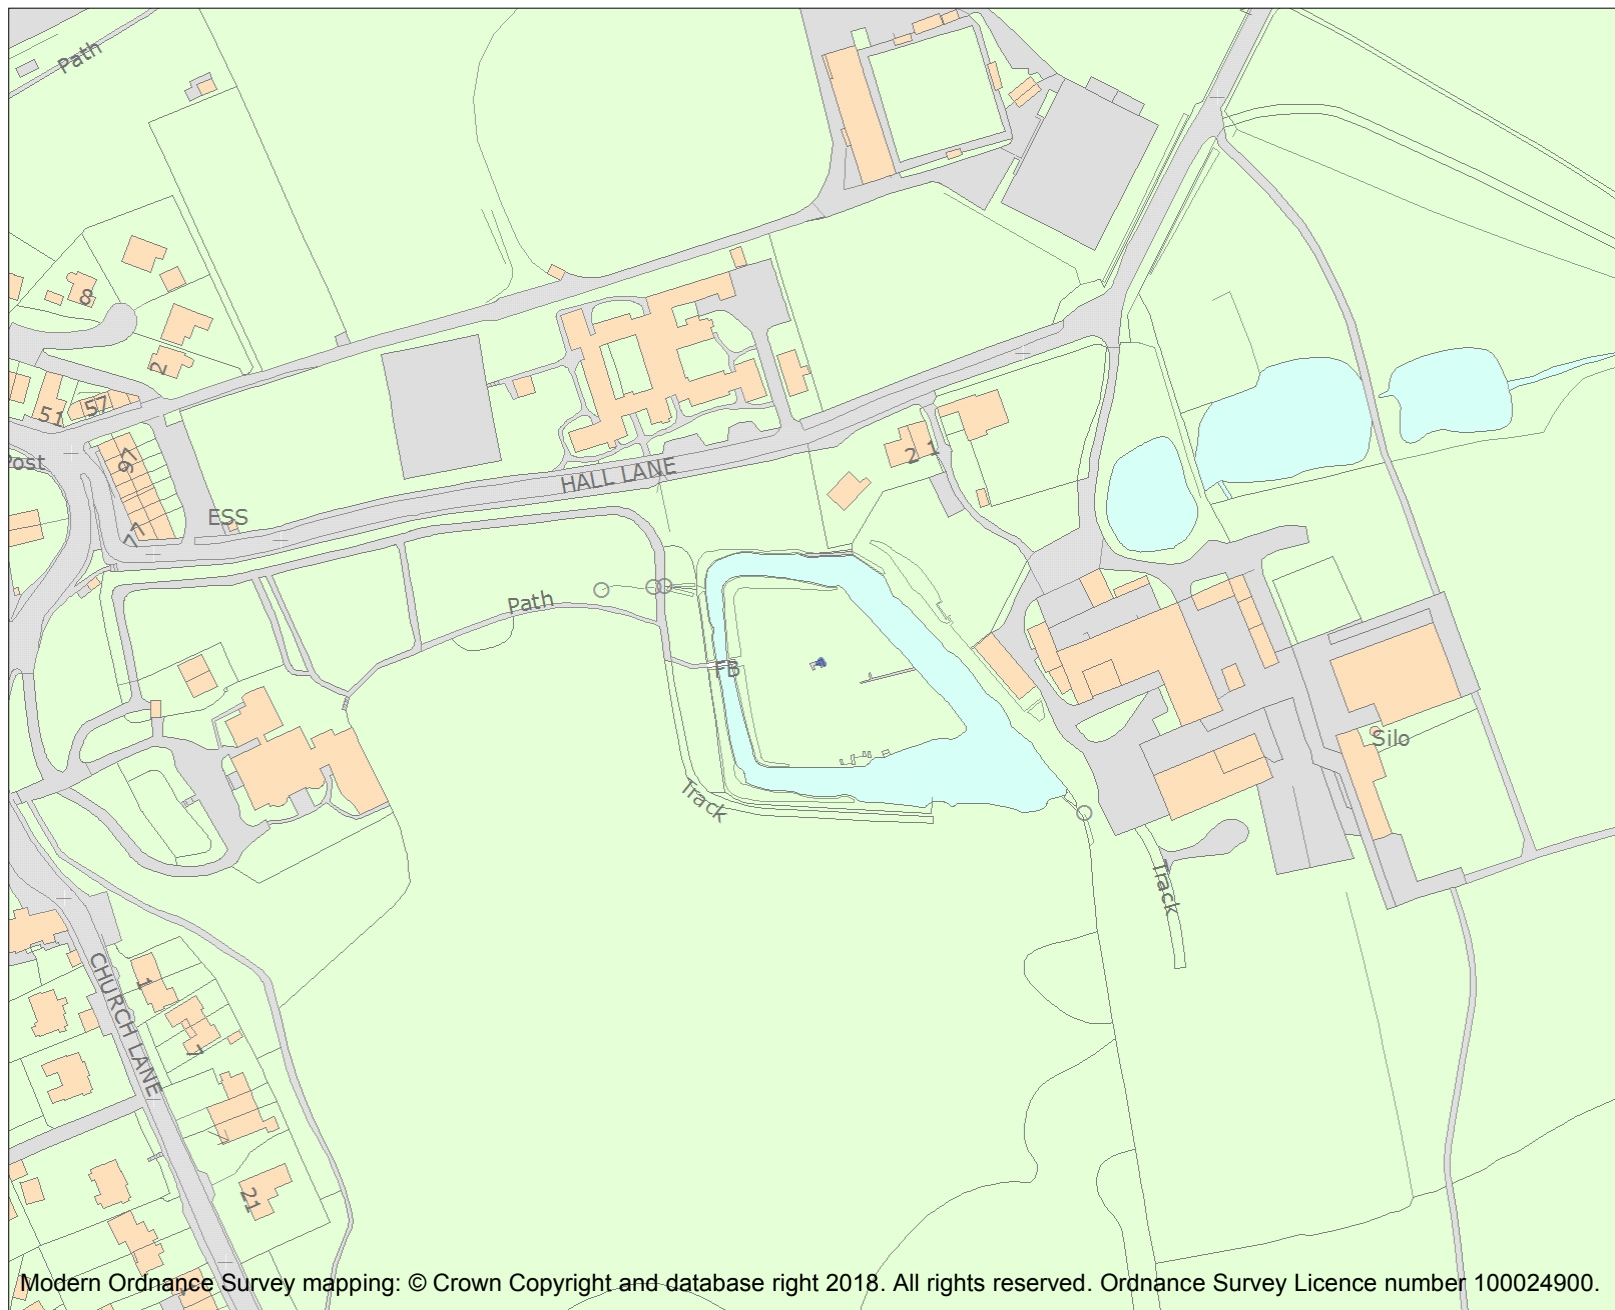 Path
8
2
51
57
97
Post
77
ESS
HALL LANE
2 1
Path
FB
Track
Silo
Track
CHURCH LANE
1
7
21
Modern Ordnance Survey mapping: © Crown Copyright and database right 2018. All rights reserved. Ordnance Survey Licence number 100024900.